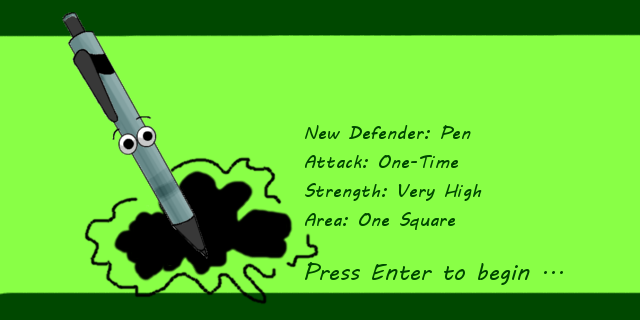 New Defender: Pen
Attack: One-Time
Strength: Very High
Area: One Square
Press Enter to begin ...